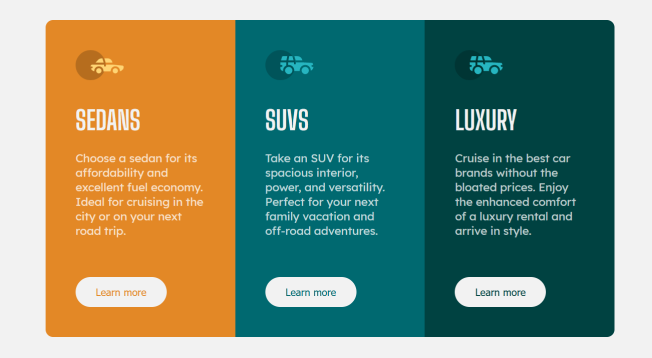 SEDANS
Choose a sedan for its
affordability and
excellent fuel economy.
Ideal for cruising in the
city or on your next
road trip.
Learn more
SUVS
Take an SUV for its
spacious interior,
power, and versatility.
Perfect for your next
family vacation and
off-road adventures.
Learn more
LUXURY
Cruise in the best car
brands without the
bloated prices. Enjoy
the enhanced comfort
of a luxury rental and
arrive in style.
Learn more